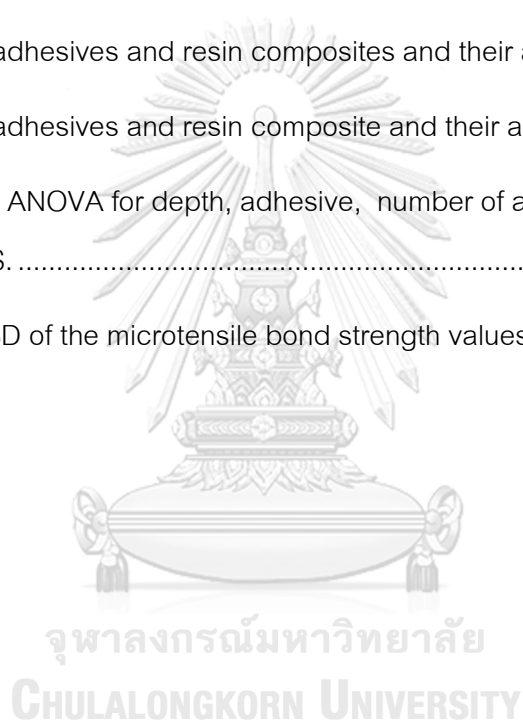 adhesives and resin composites and their a
adhesives and resin composite and their a
ANOVA for depth, adhesive, number of a
S. ................................................................
D of the microtensile bond strength values
จุฬาลงกรณ์มหาวิทยาลัย
CHULALONGKORN UNIVERSITY